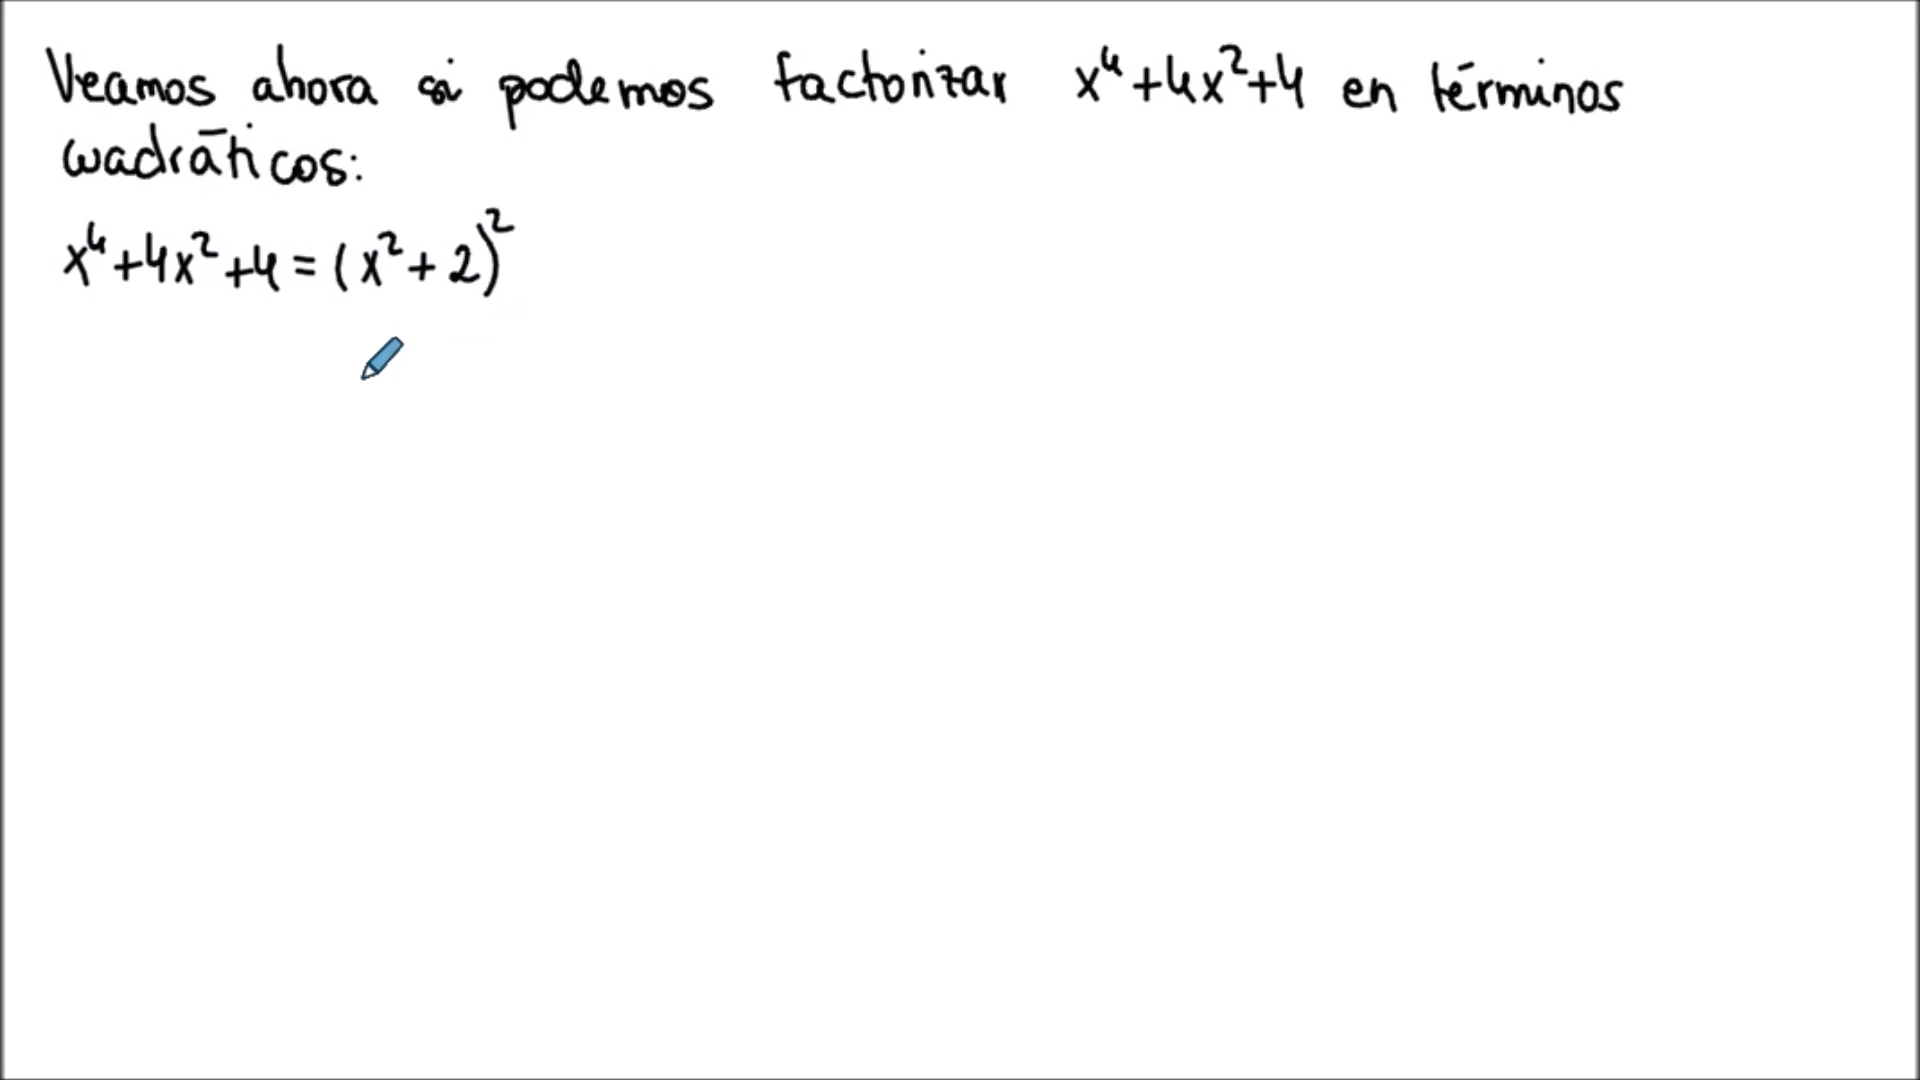 Veamos ahora si podemos factorizar x⁴+4x²+4 en términos
cuadráticos:
x⁴+4x²+4=(x²+2)²